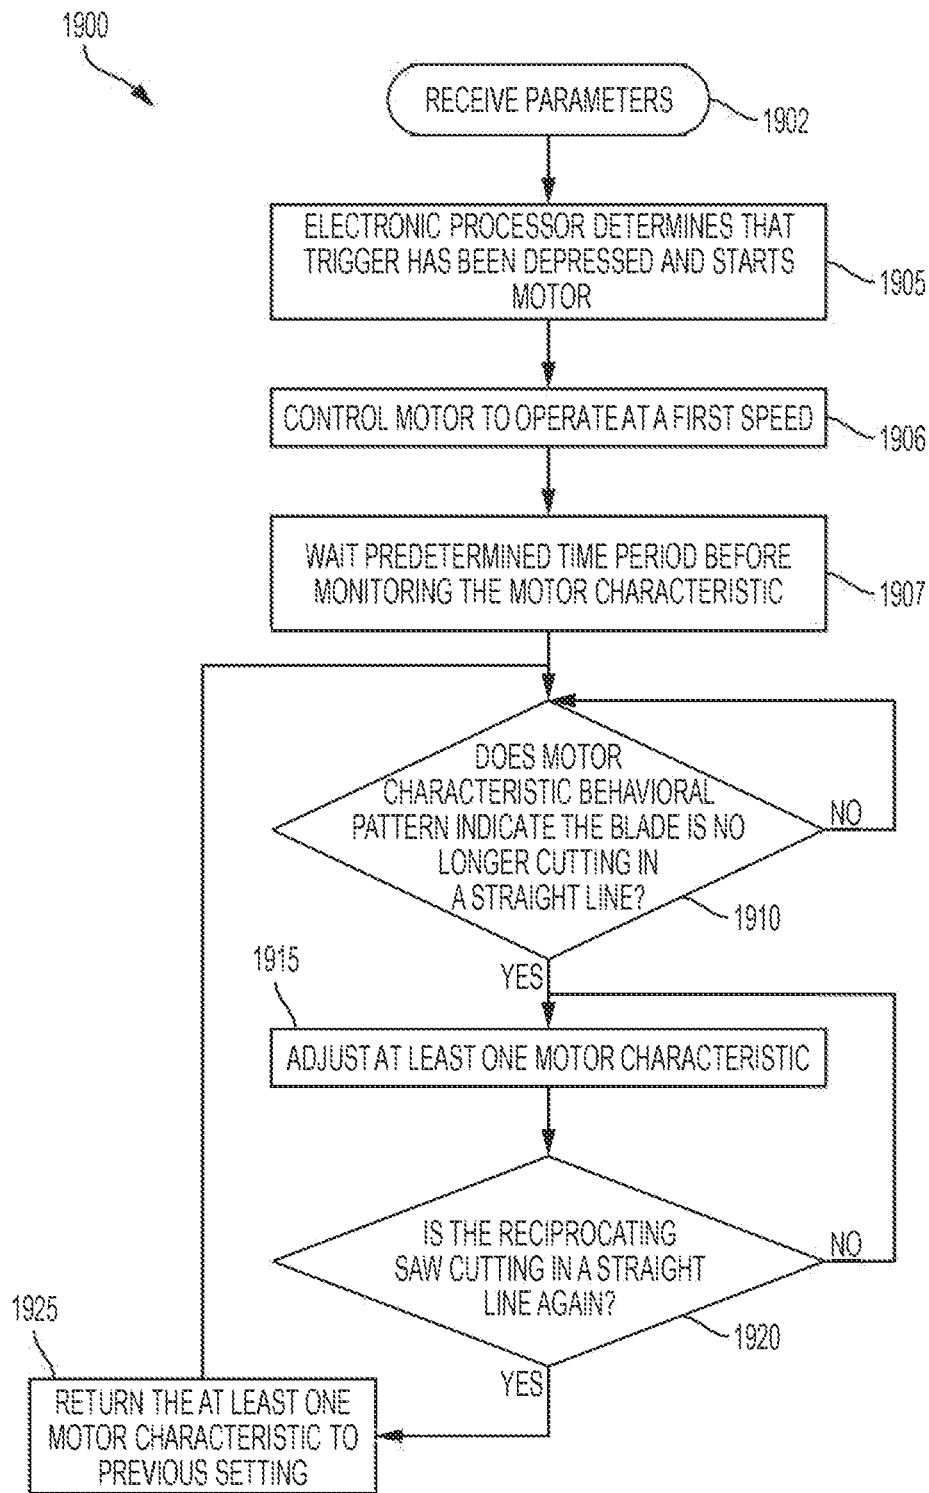 1900
RECEIVE PARAMETERS
1902
ELECTRONIC PROCESSOR DETERMINES THAT
TRIGGER HAS BEEN DEPRESSED AND STARTS
MOTOR
1905
CONTROL MOTOR TO OPERATE AT A FIRST SPEED
1906
WAIT PREDETERMINED TIME PERIOD BEFORE
MONITORING THE MOTOR CHARACTERISTIC
1907
DOES MOTOR
CHARACTERISTIC BEHAVIORAL
PATTERN INDICATE THE BLADE IS NO
LONGER CUTTING IN
A STRAIGHT LINE?
NO
1910
YES
1915
ADJUST AT LEAST ONE MOTOR CHARACTERISTIC
IS THE RECIPROCATING
SAW CUTTING IN A STRAIGHT
LINE AGAIN?
NO
1920
YES
1925
RETURN THE AT LEAST ONE
MOTOR CHARACTERISTIC TO
PREVIOUS SETTING